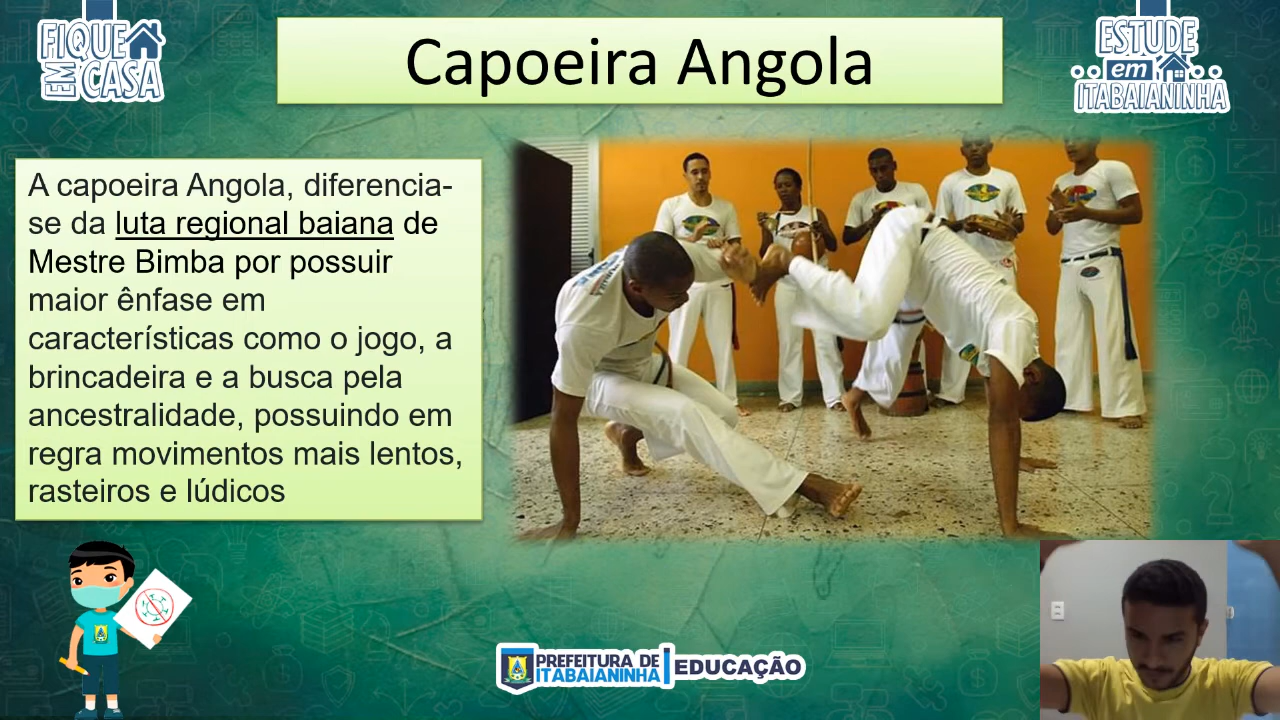 FIQUE
EM
CASA
Capoeira Angola
ESTUDE
em
ITABAIANINHA
A capoeira Angola, diferencia-
se da luta regional baiana de
Mestre Bimba por possuir
maior ênfase em
características como o jogo, a
brincadeira e a busca pela
ancestralidade, possuindo em
regra movimentos mais lentos,
rasteiros e lúdicos
PREFEITURA DE
ITABAIANINHA
EDUCAÇÃO